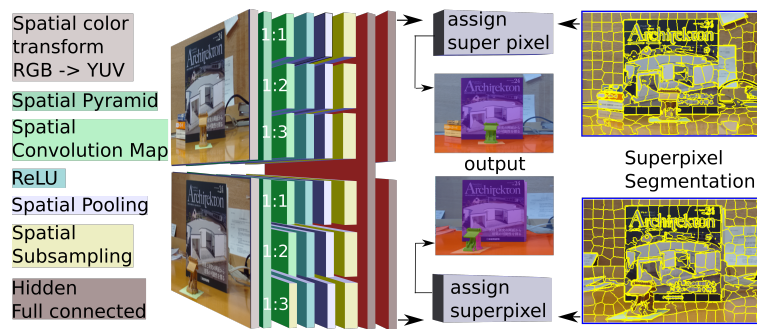 Spatial color
transform
RGB -> YUV
Spatial Pyramid
Spatial
Convolution Map
ReLU
Spatial Pooling
Spatial
Subsampling
Hidden
Full connected
Architekton
1:1
1:2
1:3
Architekton
1:1
1:2
1:3
assign
super pixel
Architekton
output
Architekton
assign
superpixel
Architekton
Superpixel
Segmentation
Architekton